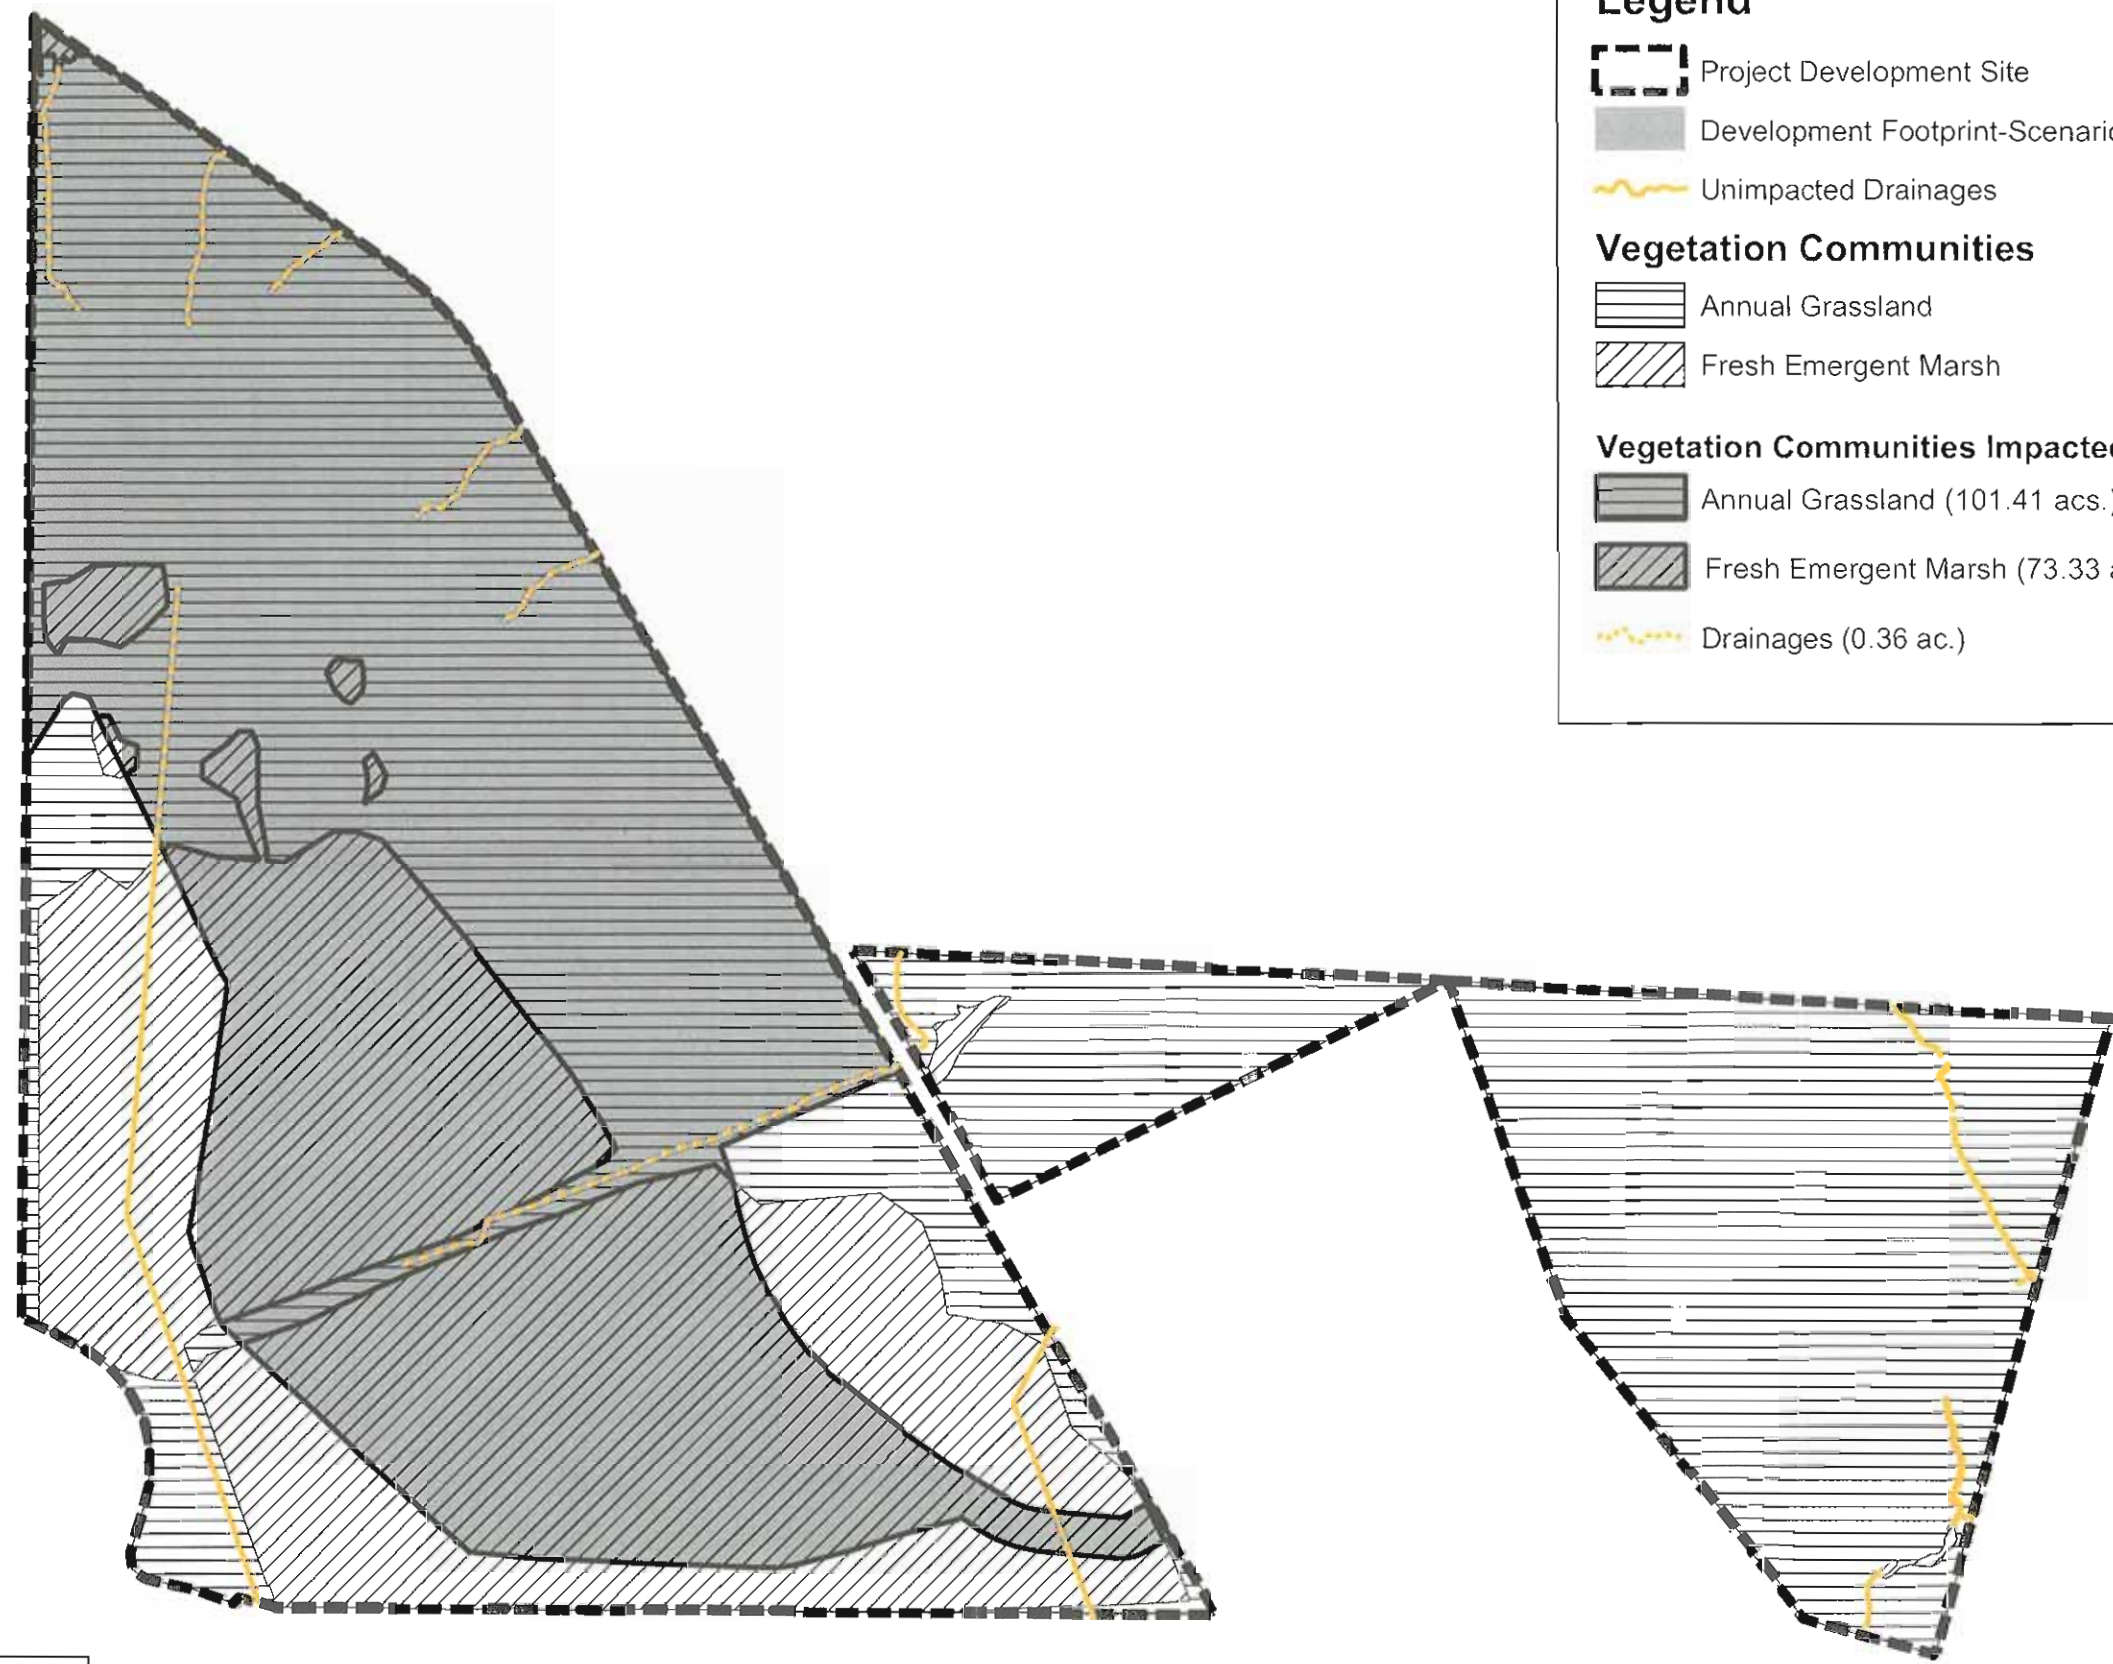 Legend
Project Development Site
Development Footprint-Scenario
Unimpacted Drainages
Vegetation Communities
Annual Grassland
Fresh Emergent Marsh
Vegetation Communities Impacted
Annual Grassland (101.41 acs.)
Fresh Emergent Marsh (73.33 a
Drainages (0.36 ac.)